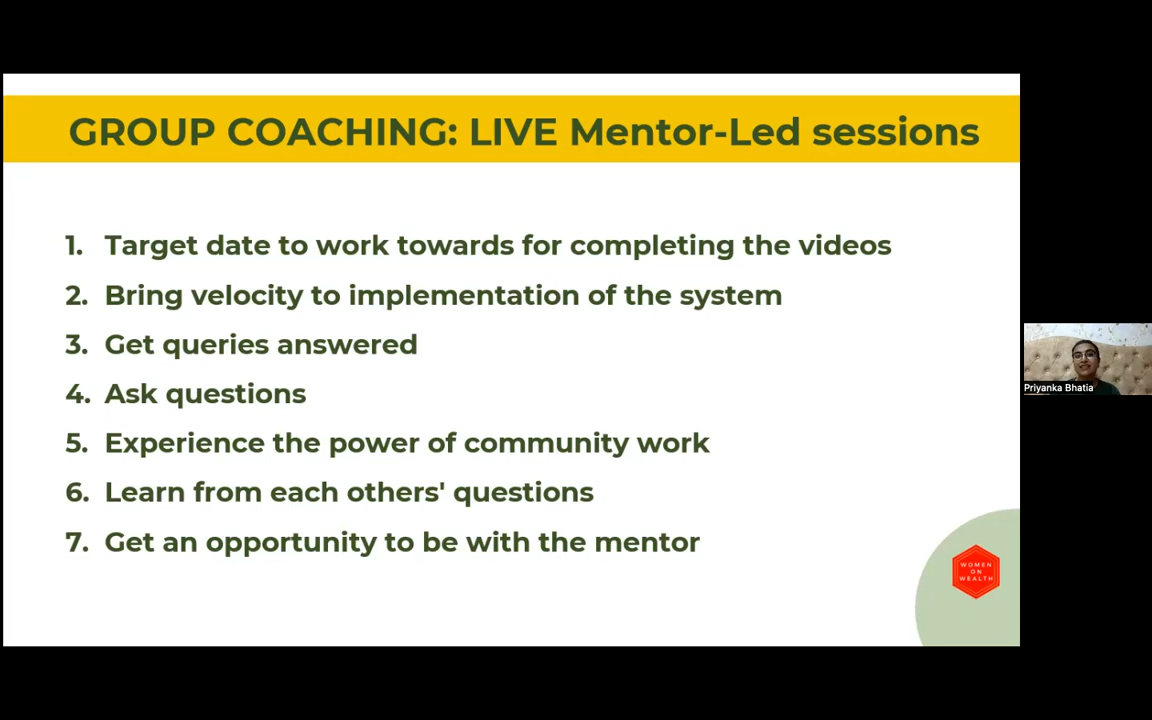 GROUP COACHING: LIVE Mentor-Led sessions
1. Target date to work towards for completing the videos
2. Bring velocity to implementation of the system
3. Get queries answered
4. Ask questions
5. Experience the power of community work
6. Learn from each others' questions
7. Get an opportunity to be with the mentor
WOMEN
ON
WEALTH
Priyanka Bhatia